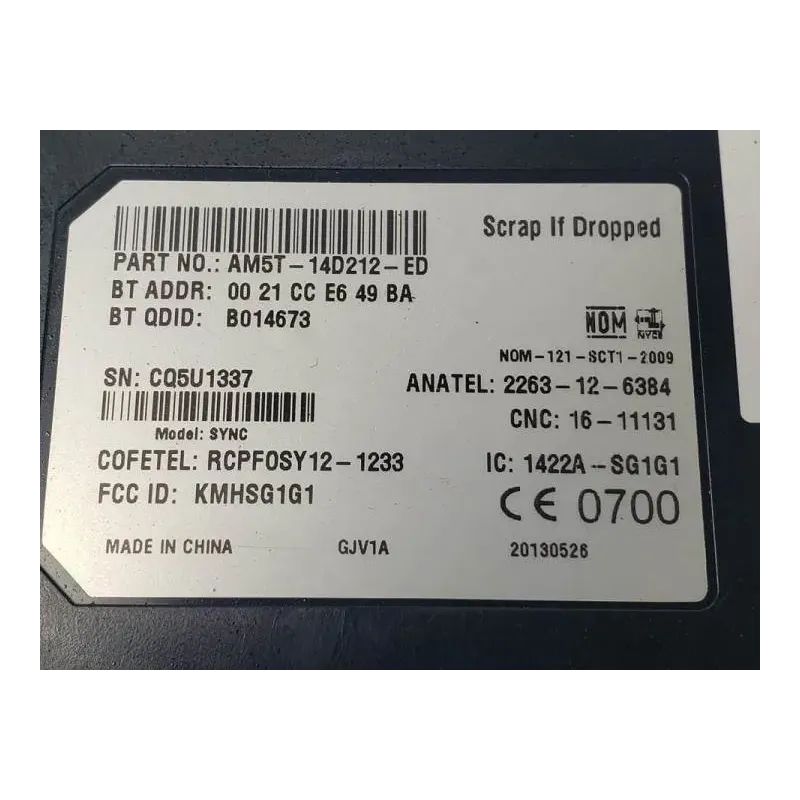 Scrap If Dropped
PART NO.: AM5T-14D212-ED
BT ADDR: 00 21 CC E6 49 BA
BT QDID: B014673
NOM NYCE
NOM-121-SCT1-2009
SN: CQ5U1337
ANATEL: 2263-12-6384
CNC: 16-11131
Model: SYNC
COFETEL: RCPFOSY12-1233
IC: 1422A-SG1G1
FCC ID: KMHSG1G1
CE 0700
MADE IN CHINA
GJV1A
20130526